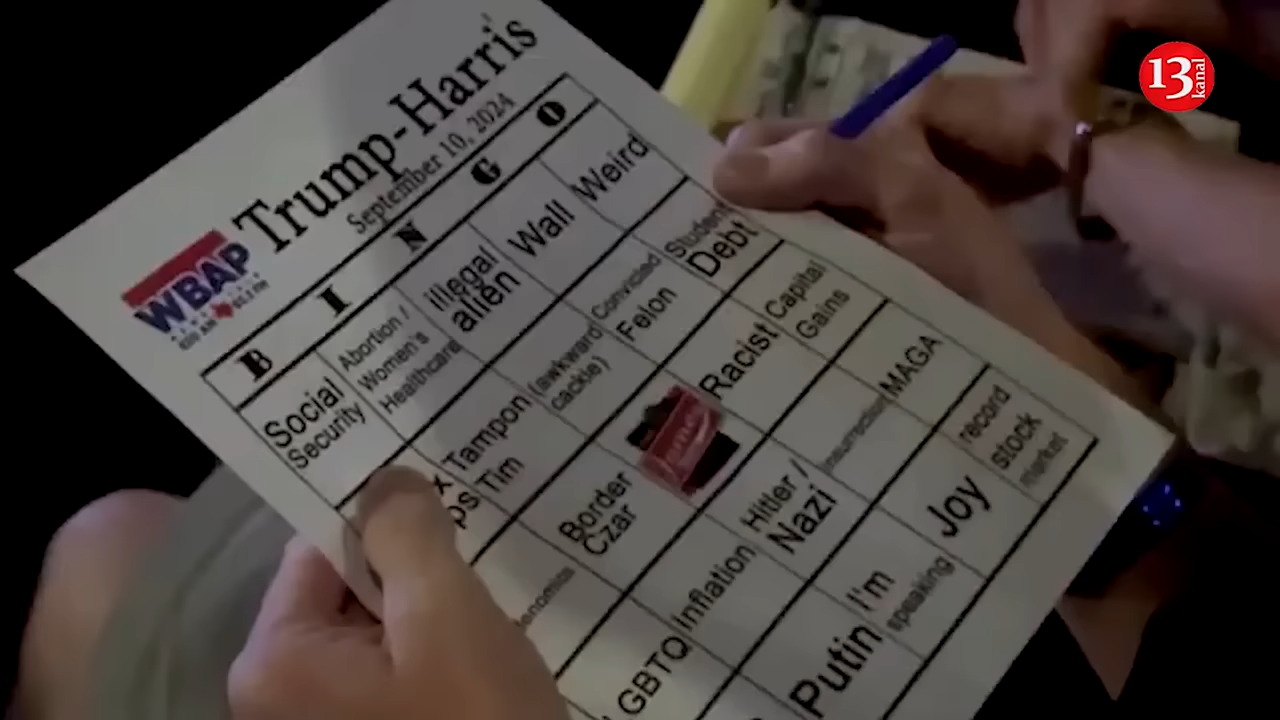 13
kanal
Trump-Harris
September 10, 2024
WBAP
B I N G O
Social
Security
Abortion /
Women's
Healthcare
illegal
alien
Wall
Weird
Tampon
Tim
(awkward
cackle)
Convicted
Felon
Student
Debt
Border
Czar
Racist
Capital
Gains
Inflation
Hitler /
Nazi
insurrection
MAGA
LGBTQ
Putin
I'm
speaking
Joy
record
stock
market